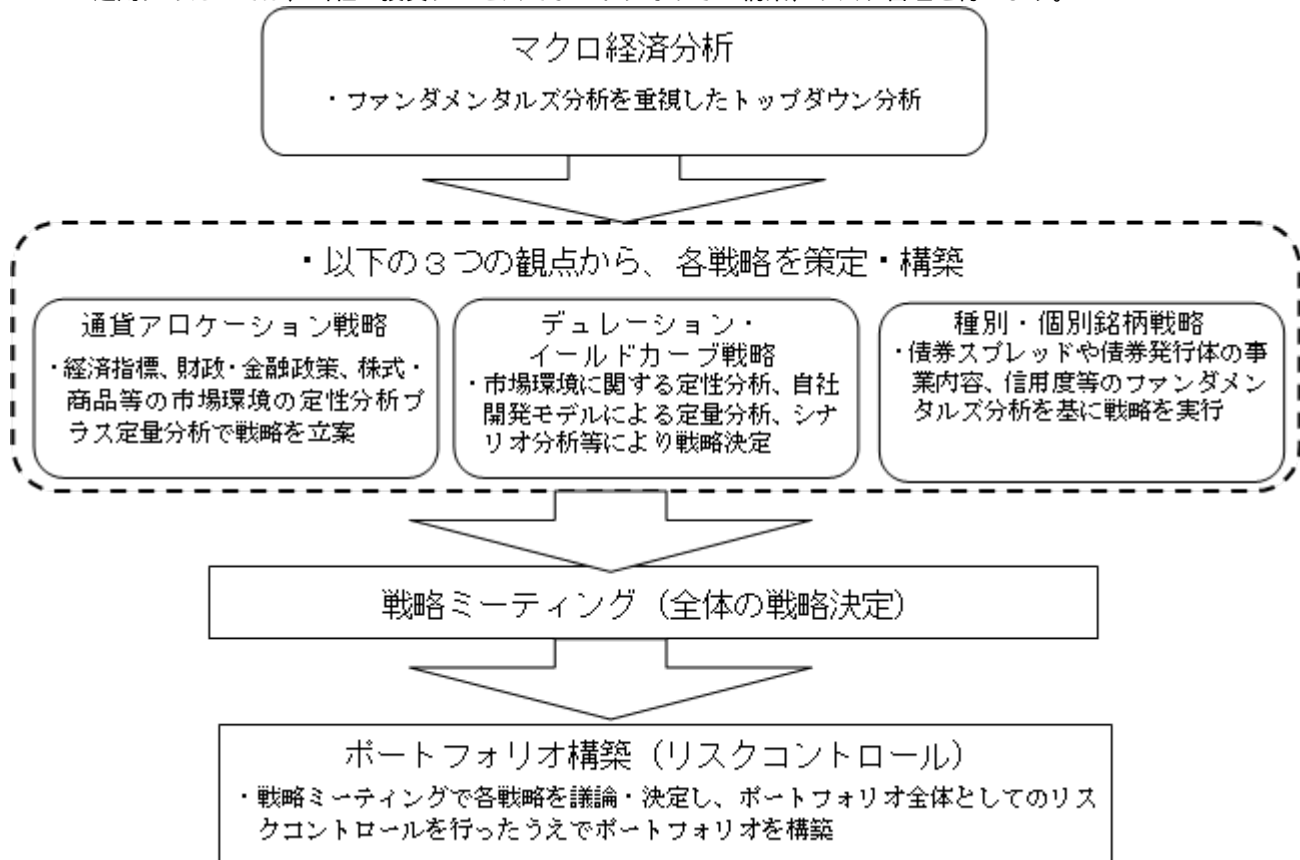 マクロ経済分析
・ファンダメンタルズ分析を重視したトップダウン分析
・以下の３つの観点から、各戦略を策定・構築
通貨アロケーション戦略
・経済指標、財政・金融政策、株式・
商品等の市場環境の定性分析プ
ラス定量分析で戦略を立案
デュレーション・
イールドカーブ戦略
・市場環境に関する定性分析、自社
開発モデルによる定量分析、シナ
リオ分析等により戦略決定
種別・個別銘柄戦略
・債券スプレッドや債券発行体の事
業内容、信用度等のファンダメン
タルズ分析を基に戦略を実行
戦略ミーティング（全体の戦略決定）
ポートフォリオ構築（リスクコントロール）
・戦略ミーティングで各戦略を議論・決定し、ポートフォリオ全体としてのリス
クコントロールを行ったうえでポートフォリオを構築